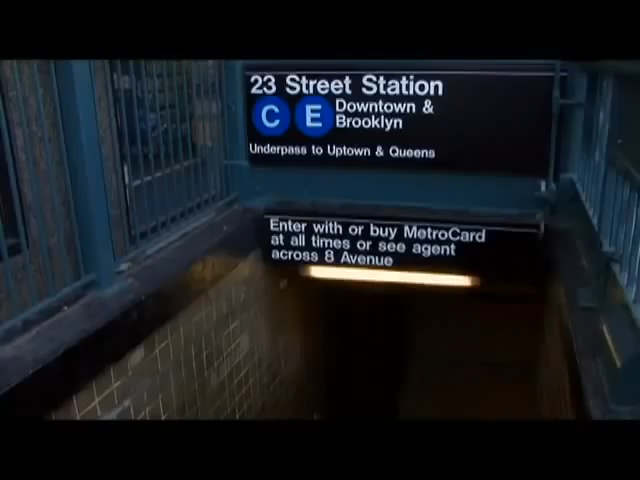 23 Street Station
C E Downtown &
Brooklyn
Underpass to Uptown & Queens
Enter with or buy MetroCard
at all times or see agent
across 8 Avenue